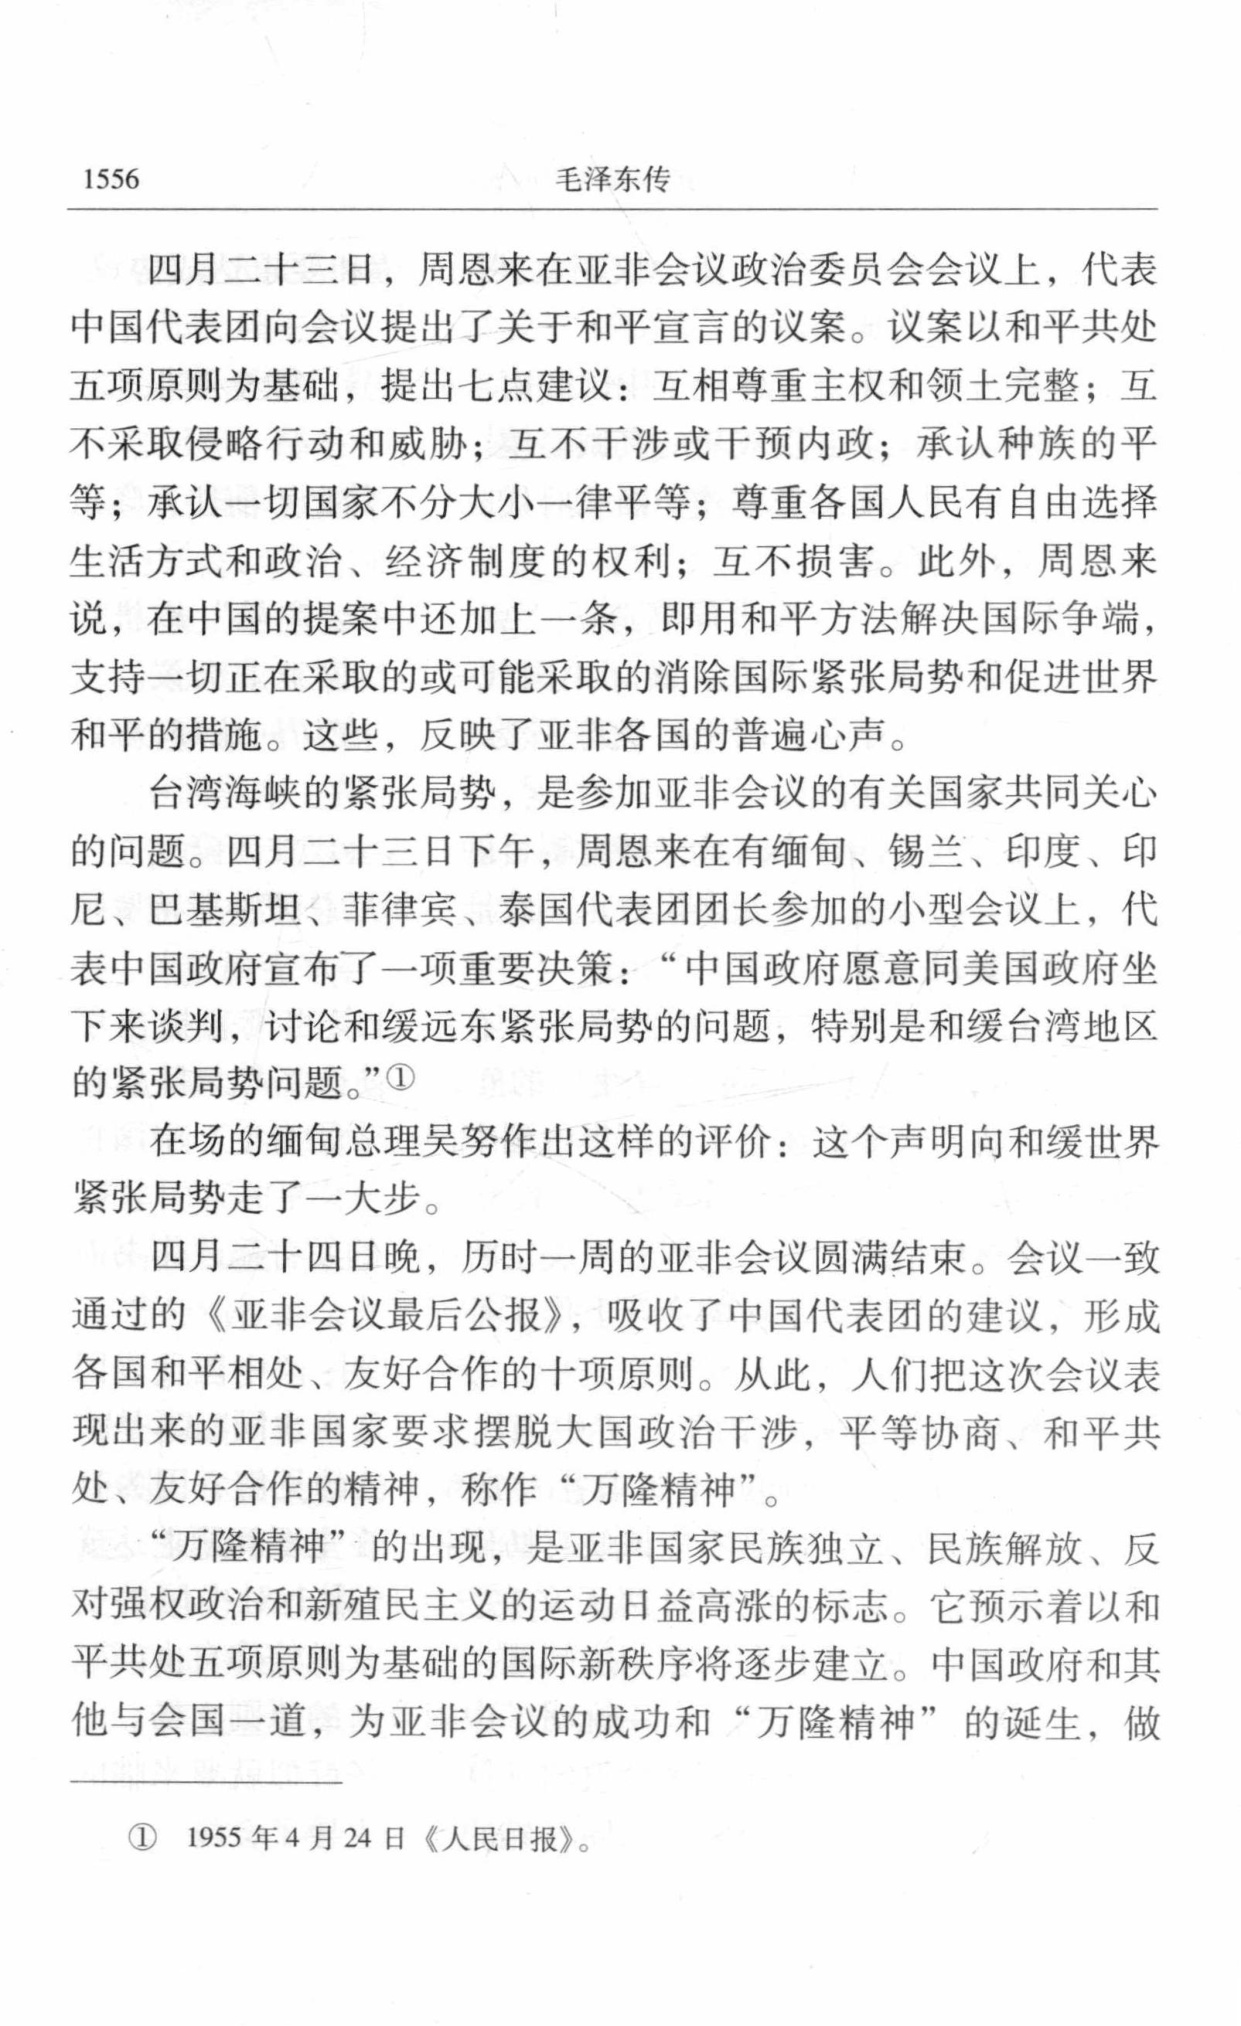 1556
毛泽东传
四月二十三日，周恩来在亚非会议政治委员会会议上，代表
中国代表团向会议提出了关于和平宣言的议案。议案以和平共处
五项原则为基础，提出七点建议：互相尊重主权和领土完整；互
不采取侵略行动和威胁；互不干涉或干预内政；承认种族的平
等；承认一切国家不分大小一律平等；尊重各国人民有自由选择
生活方式和政治、经济制度的权利；互不损害。此外，周恩来
说，在中国的提案中还加上一条，即用和平方法解决国际争端，
支持一切正在采取的或可能采取的消除国际紧张局势和促进世界
和平的措施。这些，反映了亚非各国的普遍心声。
台湾海峡的紧张局势，是参加亚非会议的有关国家共同关心
的问题。四月二十三日下午，周恩来在有缅甸、锡兰、印度、印
尼、巴基斯坦、菲律宾、泰国代表团团长参加的小型会议上，代
表中国政府宣布了一项重要决策：“中国政府愿意同美国政府坐
下来谈判，讨论和缓远东紧张局势的问题，特别是和缓台湾地区
的紧张局势问题。”①
在场的缅甸总理吴努作出这样的评价：这个声明向和缓世界
紧张局势走了一大步。
四月二十四日晚，历时一周的亚非会议圆满结束。会议一致
通过的《亚非会议最后公报》，吸收了中国代表团的建议，形成
各国和平相处、友好合作的十项原则。从此，人们把这次会议表
现出来的亚非国家要求摆脱大国政治干涉，平等协商、和平共
处、友好合作的精神，称作“万隆精神”。
“万隆精神”的出现，是亚非国家民族独立、民族解放、反
对强权政治和新殖民主义的运动日益高涨的标志。它预示着以和
平共处五项原则为基础的国际新秩序将逐步建立。中国政府和其
他与会国一道，为亚非会议的成功和“万隆精神”的诞生，做
① 1955年4月24日《人民日报》。